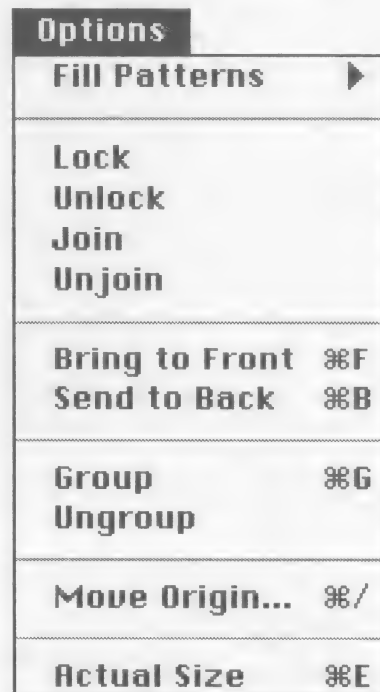 Options
Fill Patterns ▶
Lock
Unlock
Join
Unjoin
Bring to Front ⌘F
Send to Back ⌘B
Group ⌘G
Ungroup
Move Origin... ⌘/
Actual Size ⌘E